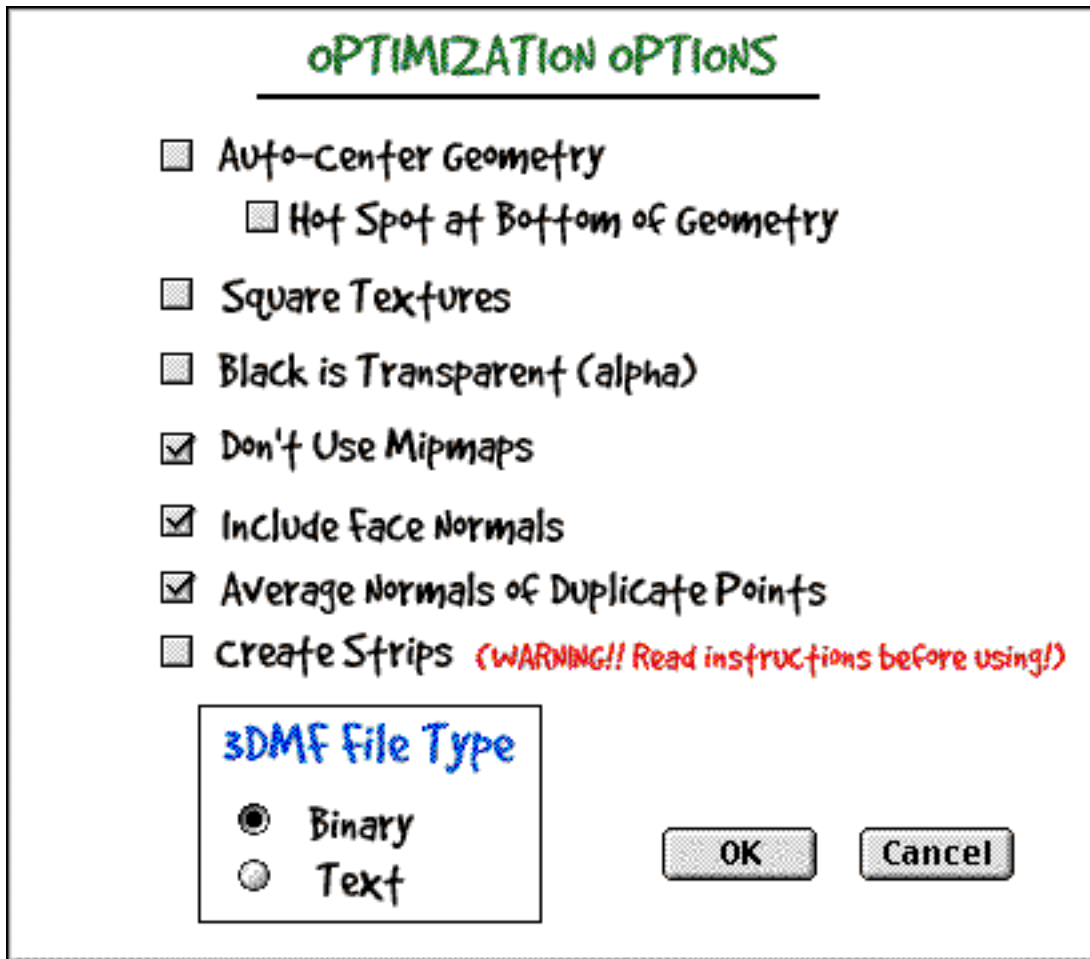 OPTIMIZATION OPTIONS
Auto-Center Geometry
Hot Spot at Bottom of Geometry
Square Textures
Black is Transparent (alpha)
Don't Use Mipmaps
Include Face Normals
Average Normals of Duplicate Points
Create Strips (WARNING!! Read instructions before using!)
3DMF File Type
Binary
Text
OK Cancel